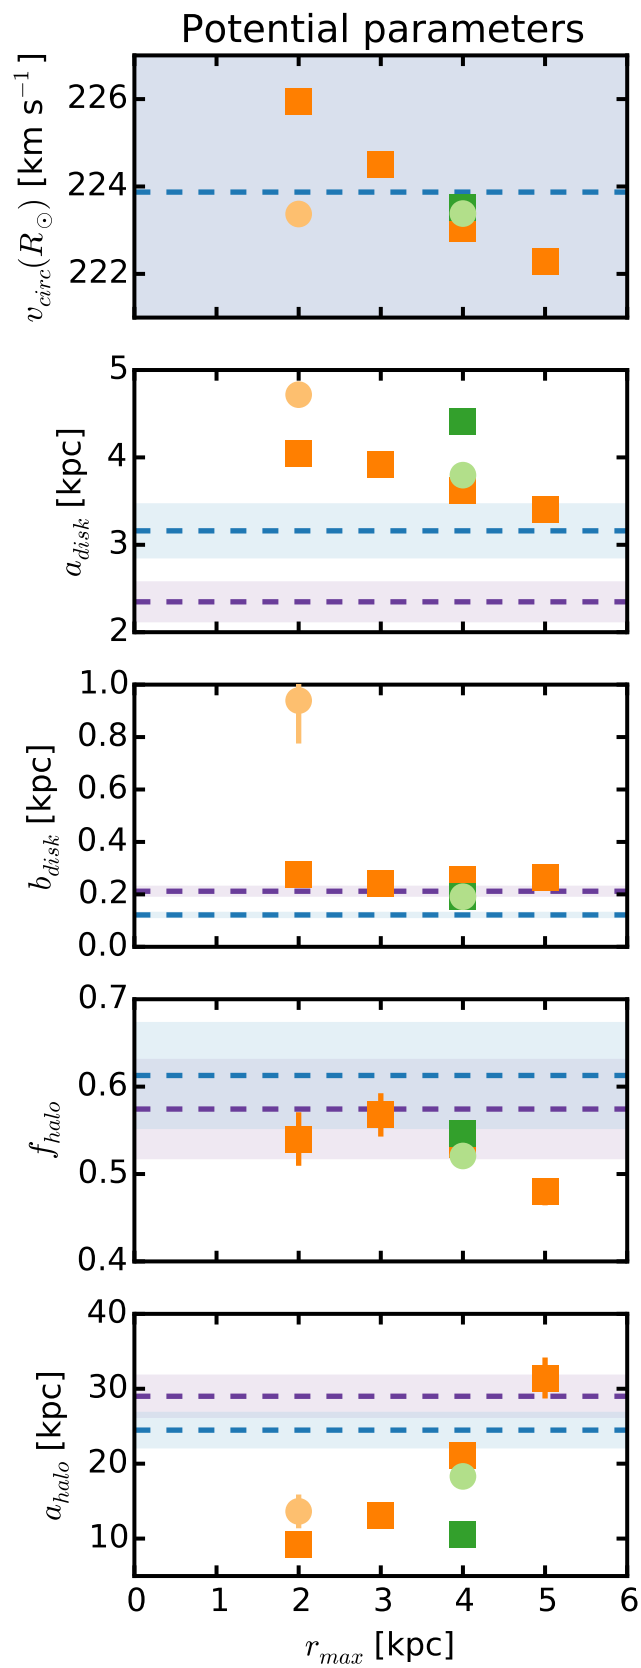 Potential parameters
v_circ(R_⊙) [km s⁻¹]
226
224
222
a_disk [kpc]
5
4
3
2
b_disk [kpc]
1.0
0.8
0.6
0.4
0.2
0.0
f_halo
0.7
0.6
0.5
0.4
a_halo [kpc]
40
30
20
10
0 1 2 3 4 5 6
r_max [kpc]